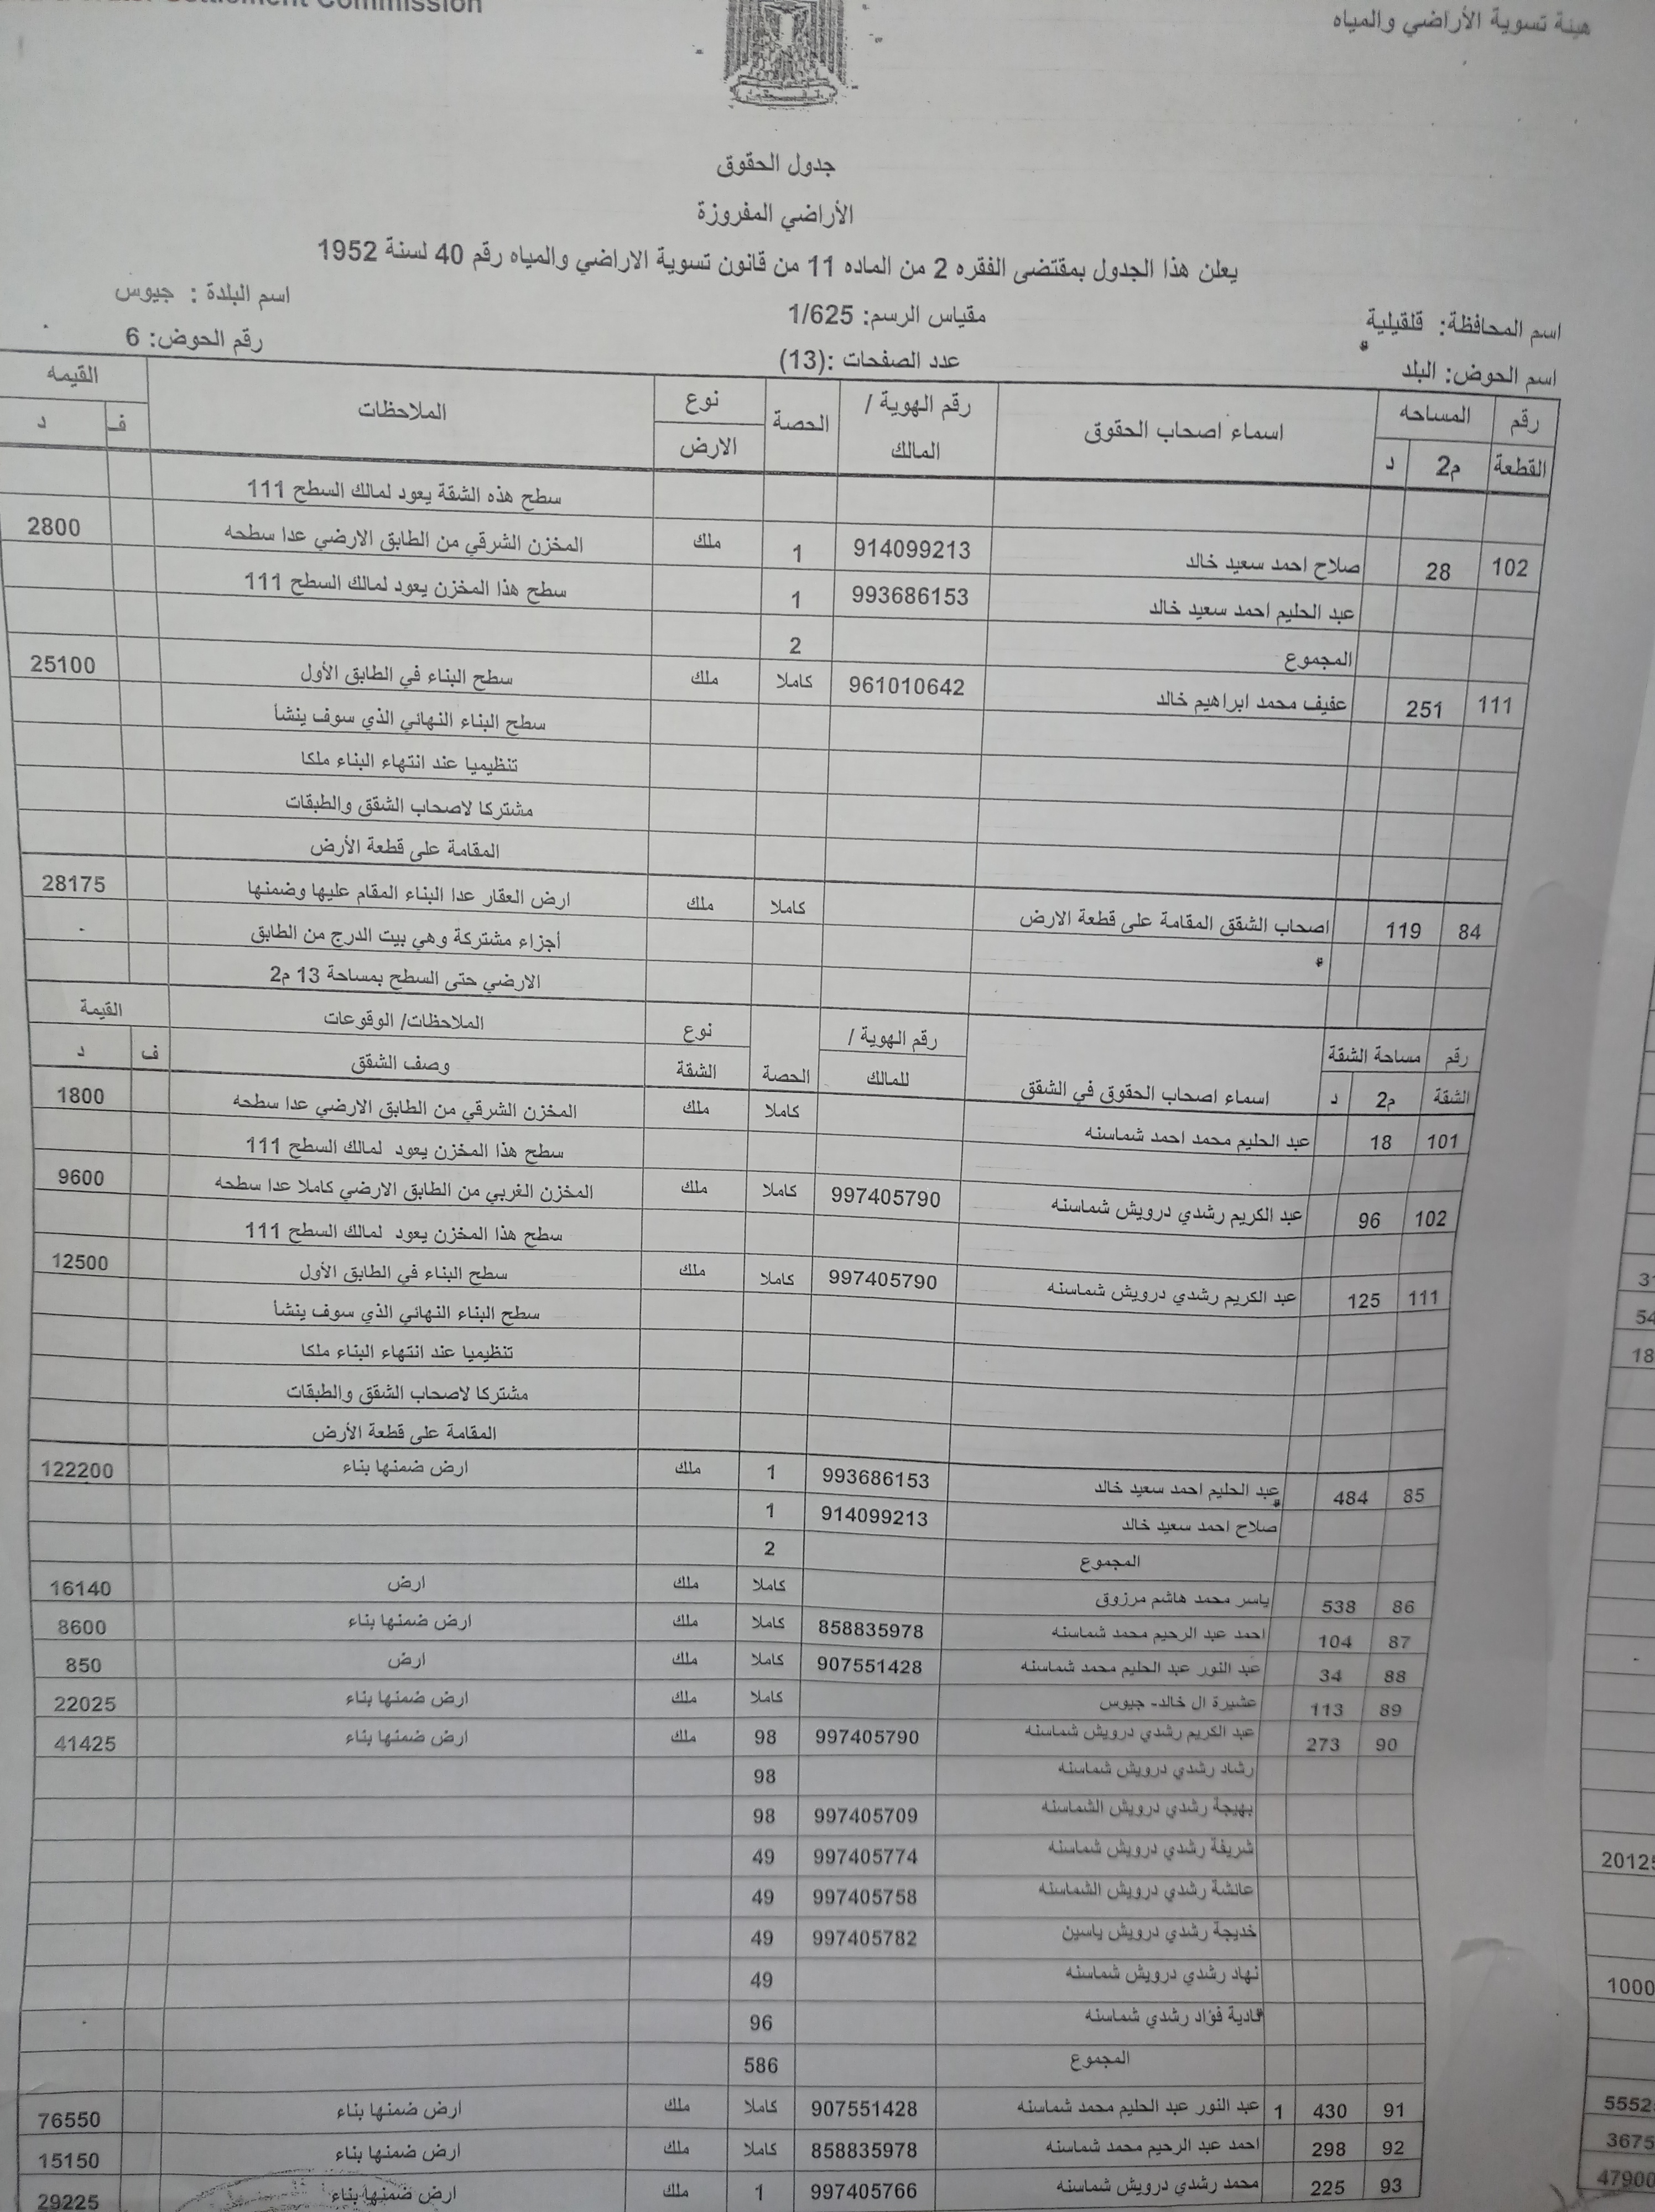 Settlement Commission
هيئة تسوية الأراضي والمياه
جدول الحقوق
الأراضي المفروزة
يعلن هذا الجدول بمقتضى الفقره 2 من الماده 11 من قانون تسوية الاراضي والمياه رقم 40 لسنة 1952
اسم المحافظة: قلقيلية مقياس الرسم: 1/625 اسم البلدة : جيوس
اسم الحوض: البلد عدد الصفحات :(13) رقم الحوض: 6
رقم المساحه اسماء اصحاب الحقوق رقم الهوية / الحصة نوع الملاحظات القيمه
القطعة م2 د المالك الارض ف د
سطح هذه الشقة يعود لمالك السطح 111
102 28 صلاح احمد سعيد خالد 914099213 1 ملك المخزن الشرقي من الطابق الارضي عدا سطحه 2800
عبد الحليم احمد سعيد خالد 993686153 1 سطح هذا المخزن يعود لمالك السطح 111
المجموع 2
111 251 عفيف محمد ابراهيم خالد 961010642 كاملا ملك سطح البناء في الطابق الأول 25100
سطح البناء النهائي الذي سوف ينشأ
تنظيميا عند انتهاء البناء ملكا
مشتركا لاصحاب الشقق والطبقات
المقامة على قطعة الأرض
84 119 اصحاب الشقق المقامة على قطعة الارض كاملا ملك ارض العقار عدا البناء المقام عليها وضمنها 28175
أجزاء مشتركة وهي بيت الدرج من الطابق
الارضي حتى السطح بمساحة 13 م2
رقم مساحة الشقة اسماء اصحاب الحقوق في الشقق رقم الهوية / الحصة نوع الملاحظات/ الوقوعات القيمة
الشقة م2 د للمالك الشقة وصف الشقق ف د
101 18 عبد الحليم محمد احمد شماسنه كاملا ملك المخزن الشرقي من الطابق الارضي عدا سطحه 1800
سطح هذا المخزن يعود لمالك السطح 111
102 96 عبد الكريم رشدي درويش شماسنه 997405790 كاملا ملك المخزن الغربي من الطابق الارضي كاملا عدا سطحه 9600
سطح هذا المخزن يعود لمالك السطح 111
111 125 عبد الكريم رشدي درويش شماسنه 997405790 كاملا ملك سطح البناء في الطابق الأول 12500
سطح البناء النهائي الذي سوف ينشأ
تنظيميا عند انتهاء البناء ملكا
مشتركا لاصحاب الشقق والطبقات
المقامة على قطعة الأرض
85 484 عبد الحليم احمد سعيد خالد 993686153 1 ملك ارض ضمنها بناء 122200
صلاح احمد سعيد خالد 914099213 1
المجموع 2
86 538 ياسر محمد هاشم مرزوق كاملا ملك ارض 16140
87 104 احمد عبد الرحيم محمد شماسنه 858835978 كاملا ملك ارض ضمنها بناء 8600
88 34 عبد النور عبد الحليم محمد شماسنه 907551428 كاملا ملك ارض 850
89 113 عشيرة ال خالد- جيوس كاملا ملك ارض ضمنها بناء 22025
90 273 عبد الكريم رشدي درويش شماسنه 997405790 98 ملك ارض ضمنها بناء 41425
رشاد رشدي درويش شماسنه 98
بهيجة رشدي درويش الشماسنه 997405709 98
شريفة رشدي درويش شماسنه 997405774 49
عائشة رشدي درويش الشماسنه 997405758 49
خديجة رشدي درويش ياسين 997405782 49
نهاد رشدي درويش شماسنه 49
فؤاد رشدي شماسنه 96
المجموع 586
91 430 1 عبد النور عبد الحليم محمد شماسنه 907551428 كاملا ملك ارض ضمنها بناء 76550
92 298 احمد عبد الرحيم محمد شماسنه 858835978 كاملا ملك ارض ضمنها بناء 15150
93 225 محمد رشدي درويش شماسنه 997405766 1 ملك ارض ضمنها بناء 29225